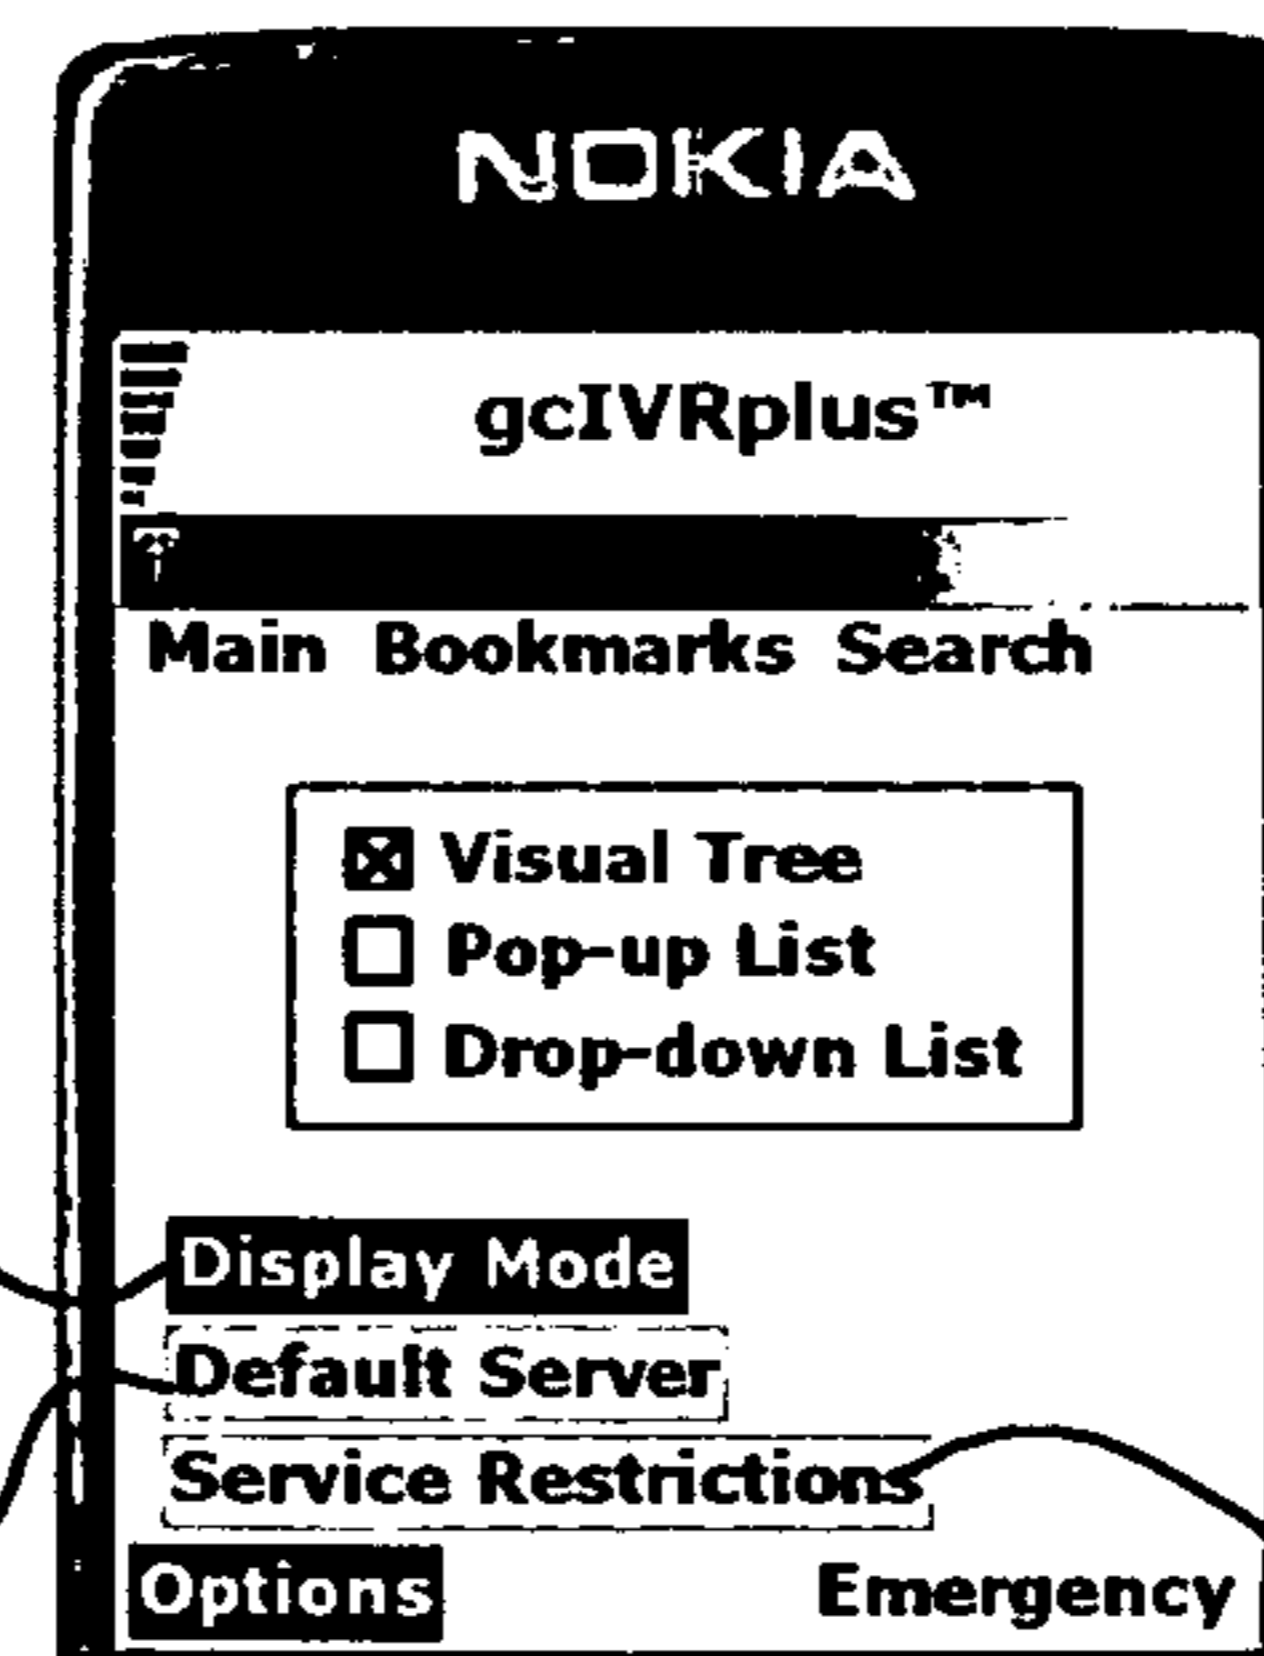 NOKIA
gcIVRplus™
Main Bookmarks Search
Visual Tree
Pop-up List
Drop-down List
Display Mode
Default Server
Service Restrictions
Options Emergency